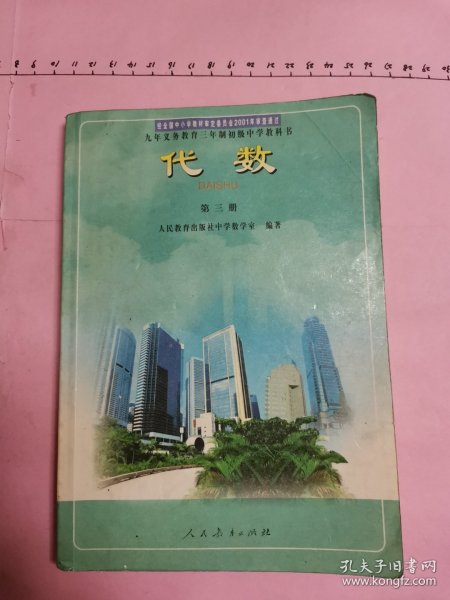 经全国中小学教材审定委员会2001年审查通过
九年义务教育三年制初级中学教科书
代数
DAISHU
第三册
人民教育出版社中学数学室 编著
人民教育出版社
孔夫子旧书网
www.kongfz.com